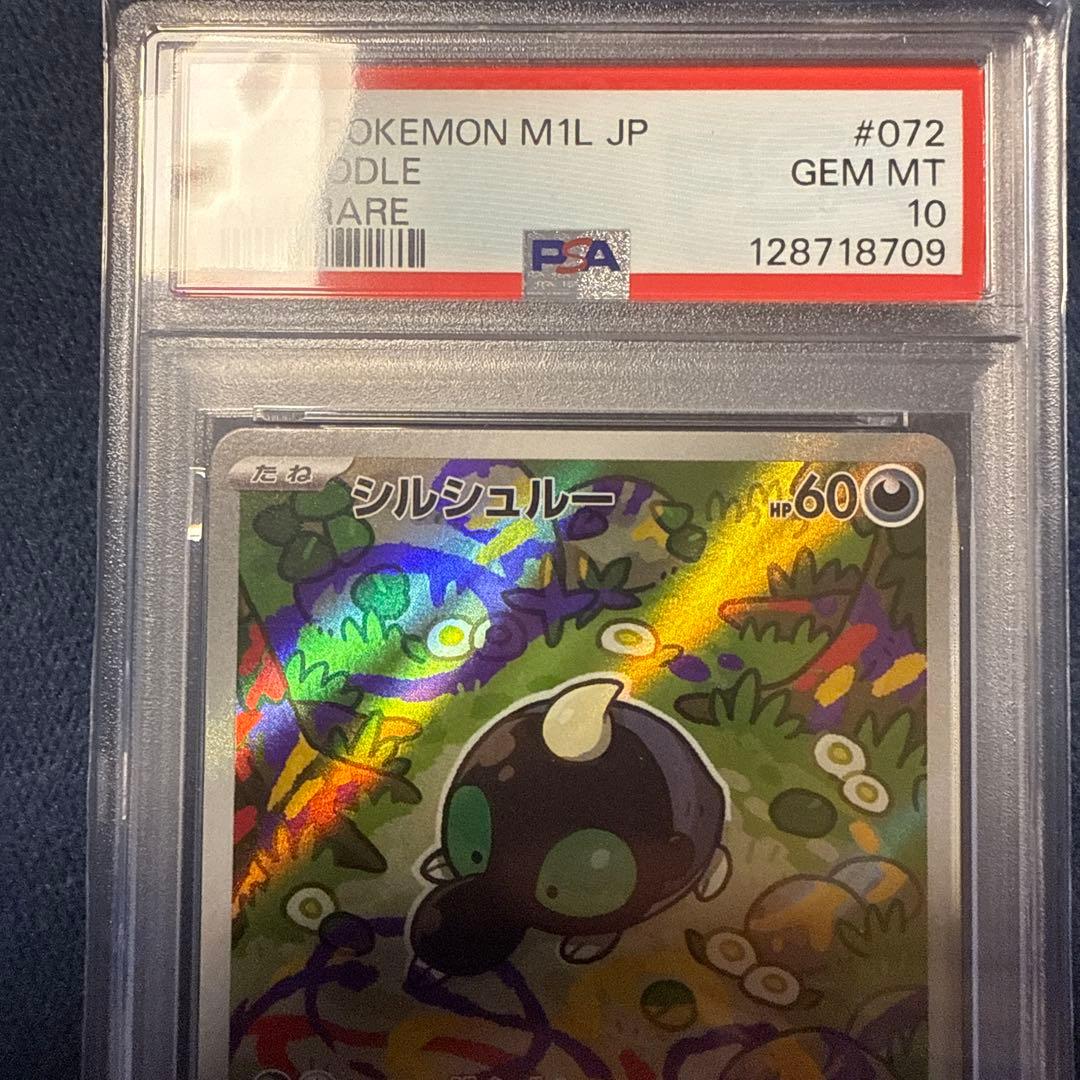 POKEMON M1L JP #072
ODLE GEM MT
RARE 10
PSA 128718709
たね シルシュルー HP60